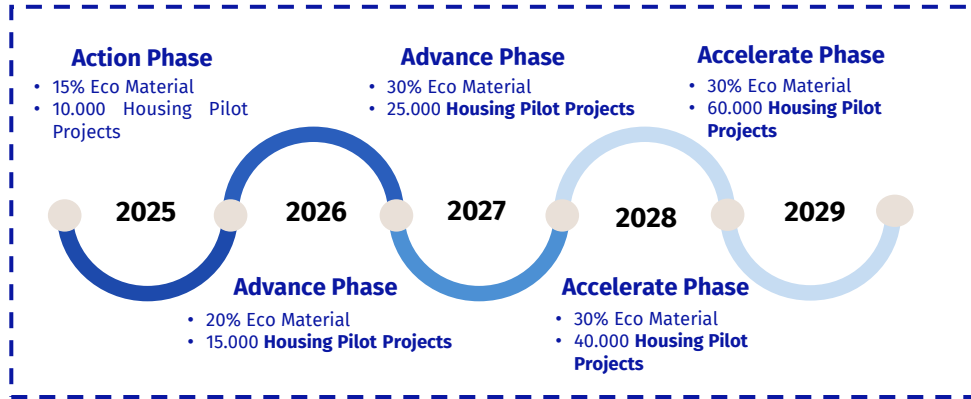 Action Phase
• 15% Eco Material
• 10.000 Housing Pilot
Projects
Advance Phase
• 30% Eco Material
• 25.000 Housing Pilot Projects
Accelerate Phase
• 30% Eco Material
• 60.000 Housing Pilot
Projects
2025
2026
2027
2028
2029
Advance Phase
• 20% Eco Material
• 15.000 Housing Pilot Projects
Accelerate Phase
• 30% Eco Material
• 40.000 Housing Pilot
Projects